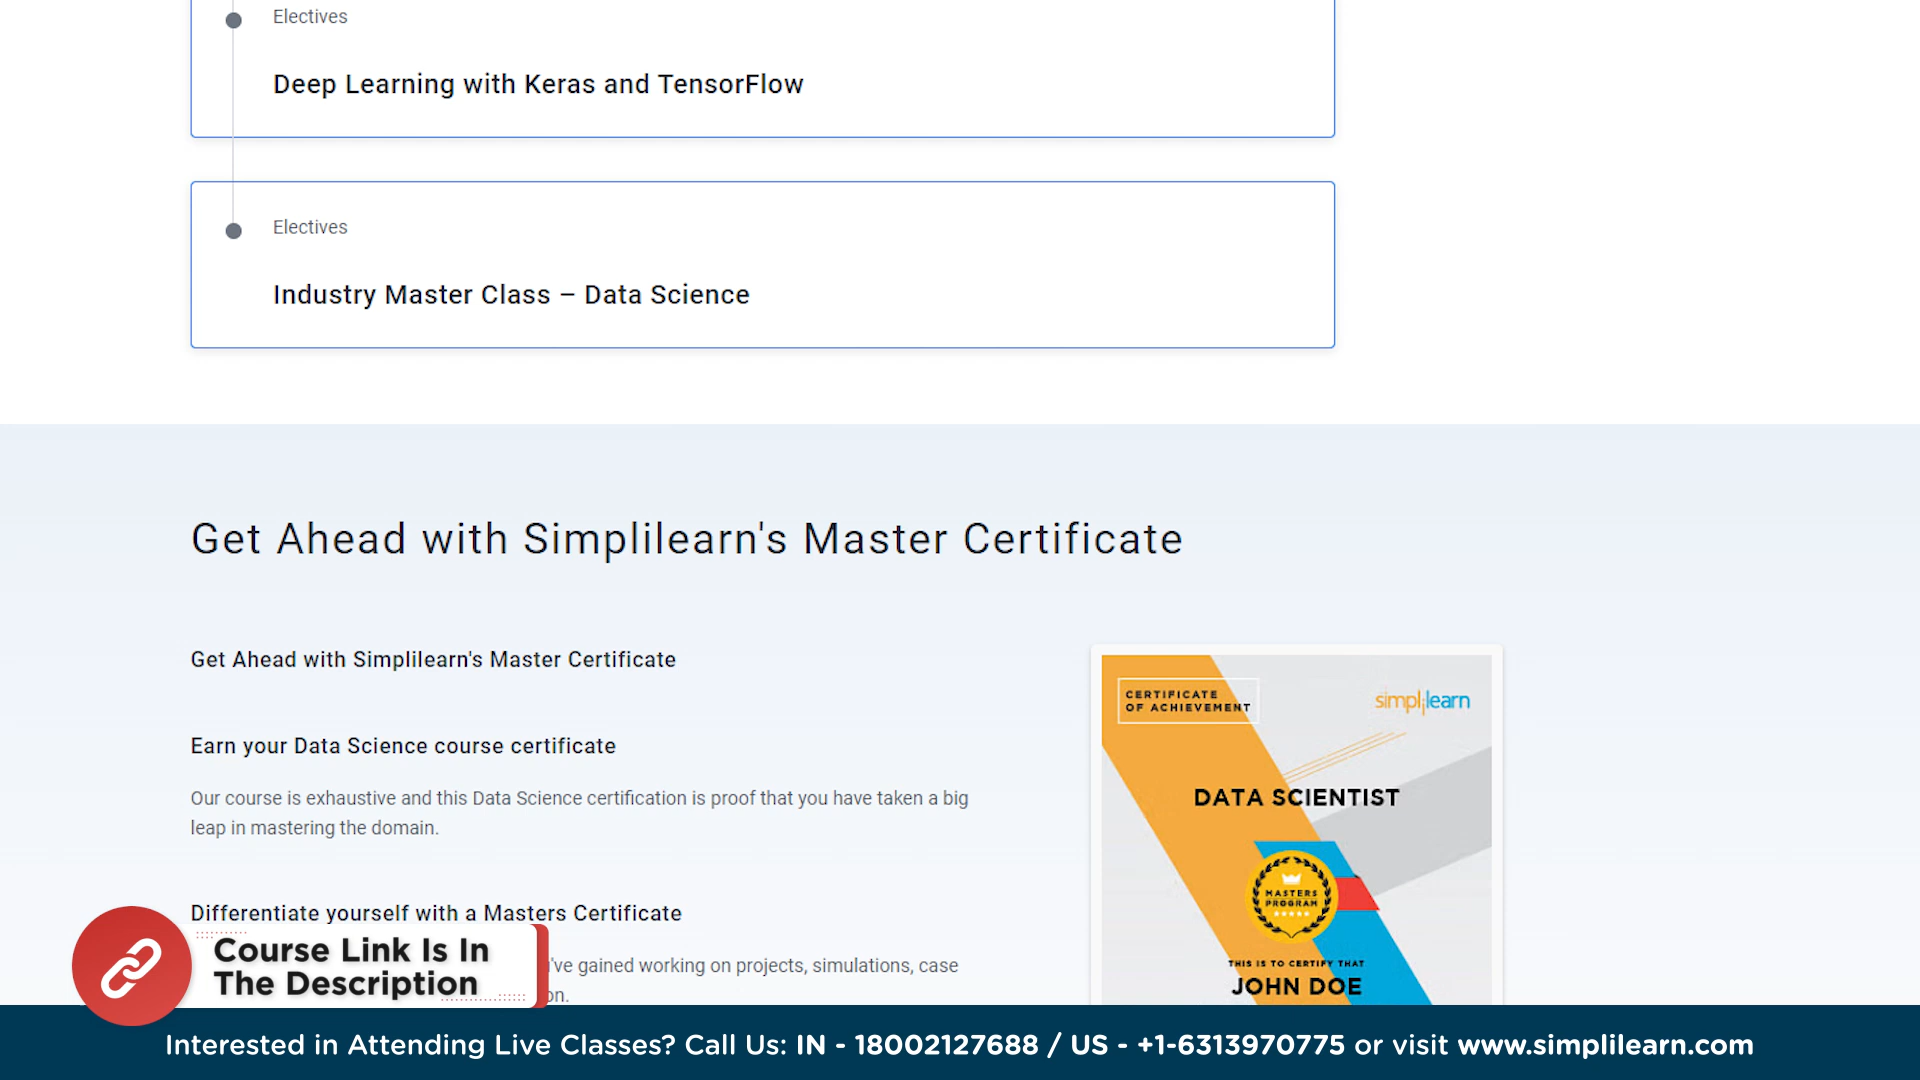 Electives
Deep Learning with Keras and TensorFlow
Electives
Industry Master Class – Data Science
Get Ahead with Simplilearn's Master Certificate
Get Ahead with Simplilearn's Master Certificate
Earn your Data Science course certificate
Our course is exhaustive and this Data Science certification is proof that you have taken a big
leap in mastering the domain.
Differentiate yourself with a Masters Certificate
've gained working on projects, simulations, case
CERTIFICATE
OF ACHIEVEMENT
simplilearn
DATA SCIENTIST
MASTERS
PROGRAM
THIS IS TO CERTIFY THAT
JOHN DOE
Course Link Is In
The Description
Interested in Attending Live Classes? Call Us: IN - 18002127688 / US - +1-6313970775 or visit www.simplilearn.com